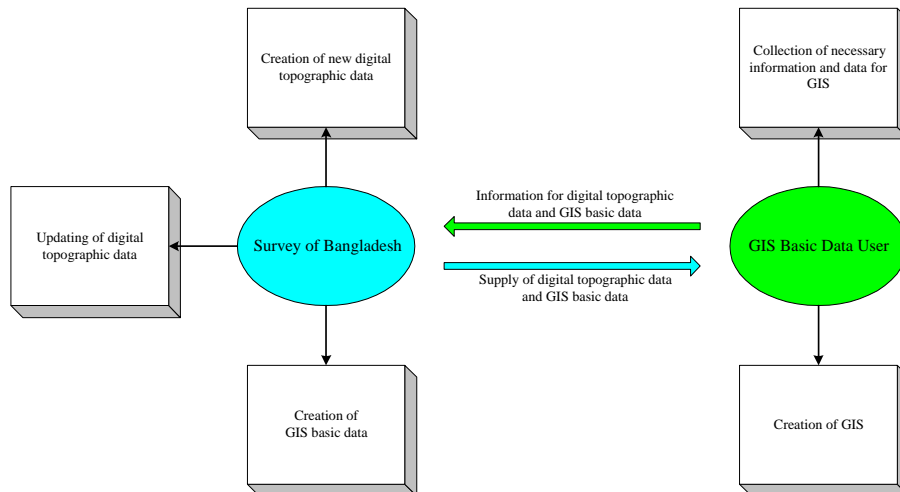 Creation of new digital
topographic data
Collection of necessary
information and data for
GIS
Information for digital topographic
data and GIS basic data
Updating of digital
topographic data
Survey of Bangladesh
GIS Basic Data User
Supply of digital topographic data
and GIS basic data
Creation of
GIS basic data
Creation of GIS